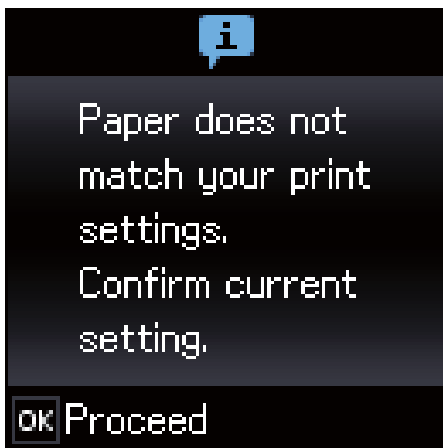 i
Paper does not
match your print
settings.
Confirm current
setting.
OK Proceed